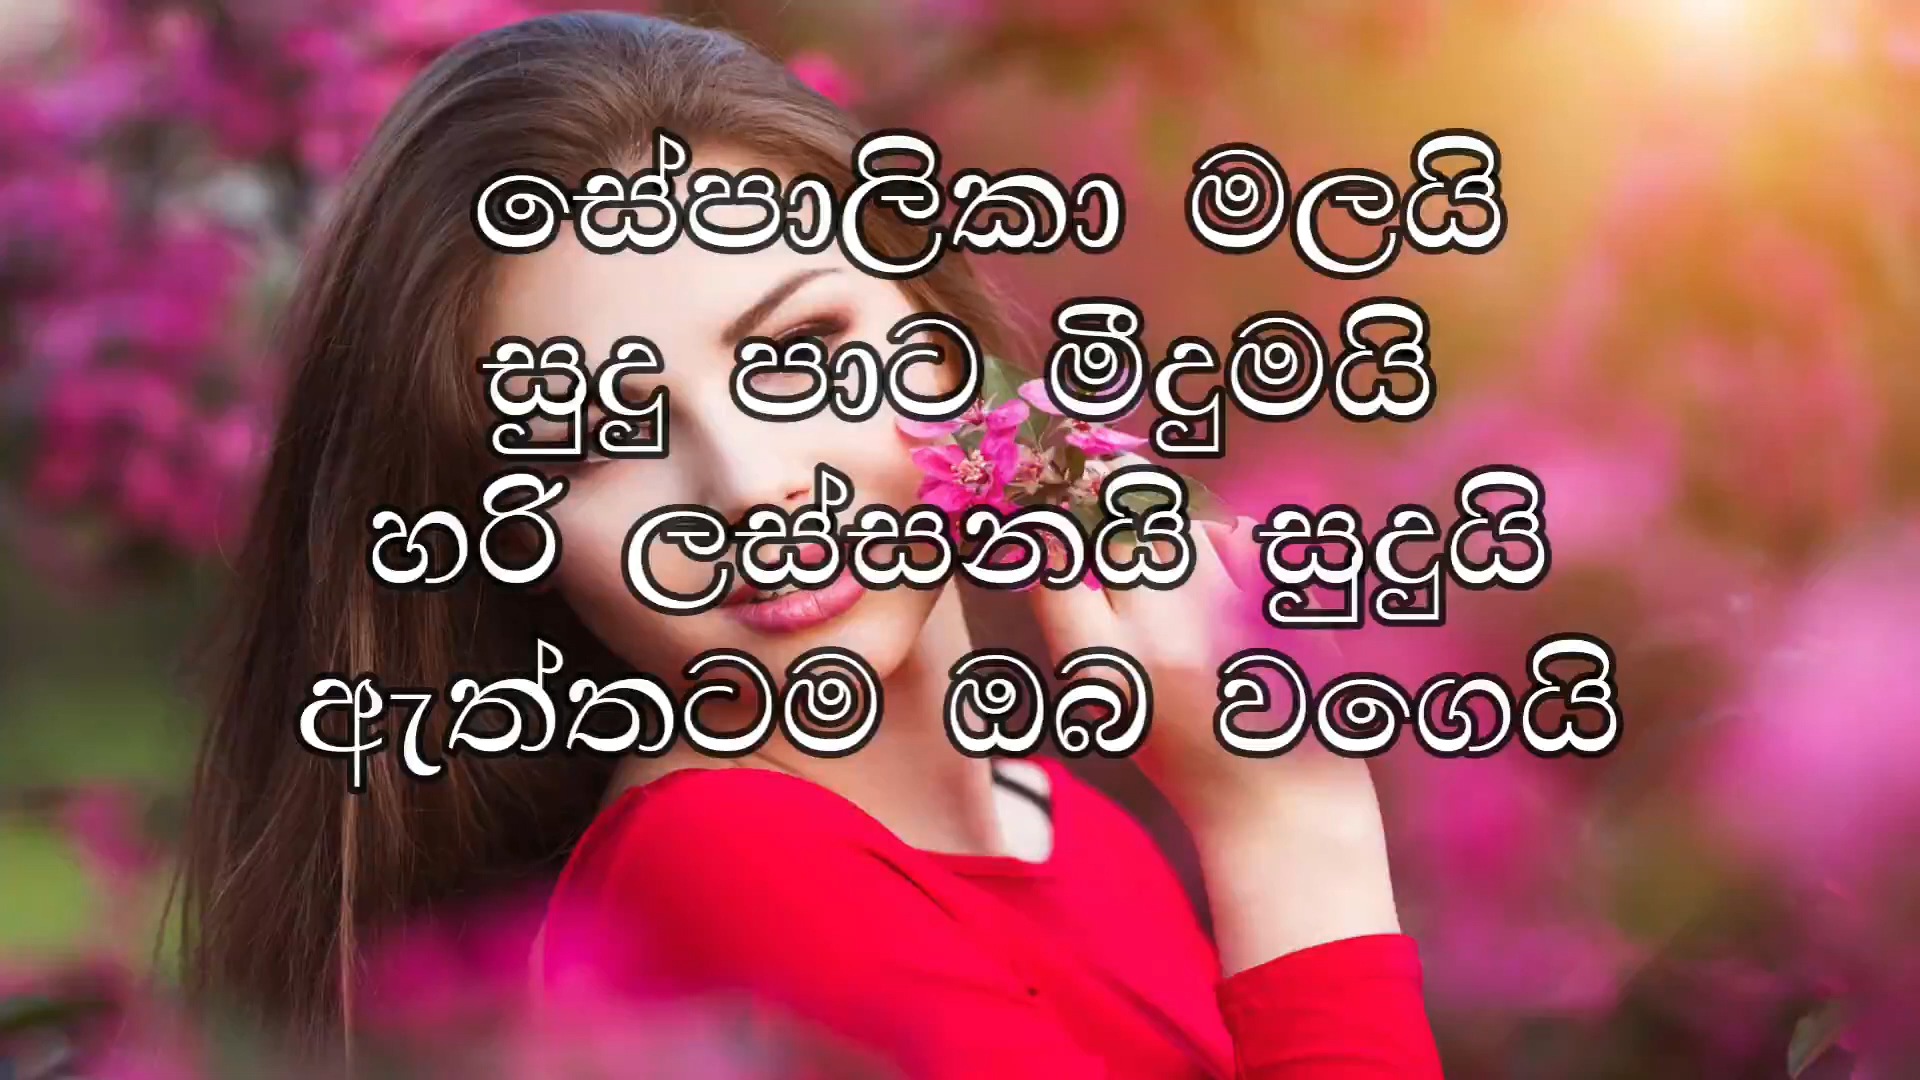 සේපාලිකා මලයි
සුදු පාට මීදුමයි
හරි ලස්සනයි සුදුයි
ඇත්තටම ඔබ වගෙයි